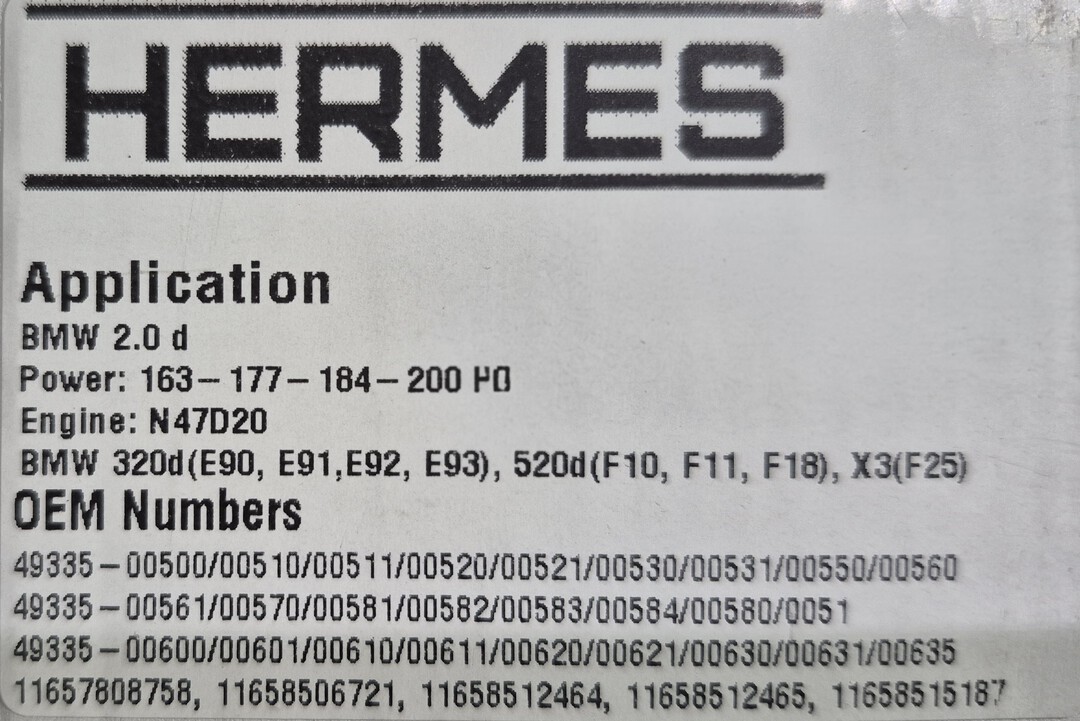 HERMES
Application
BMW 2.0 d
Power: 163-177-184-200
Engine: N47D20
BMW 320d(E90, E91,E92, E93), 520d(F10, F11, F18), X3(F25)
OEM Numbers
49335-00500/00510/00511/00520/00521/00530/00531/00550/00560
49335-00561/00570/00581/00582/00583/00584/00580/0051
49335-00600/00601/00610/00611/00620/00621/00630/00631/00635
11657808758, 11658506721, 11658512464, 11658512465, 11658515187